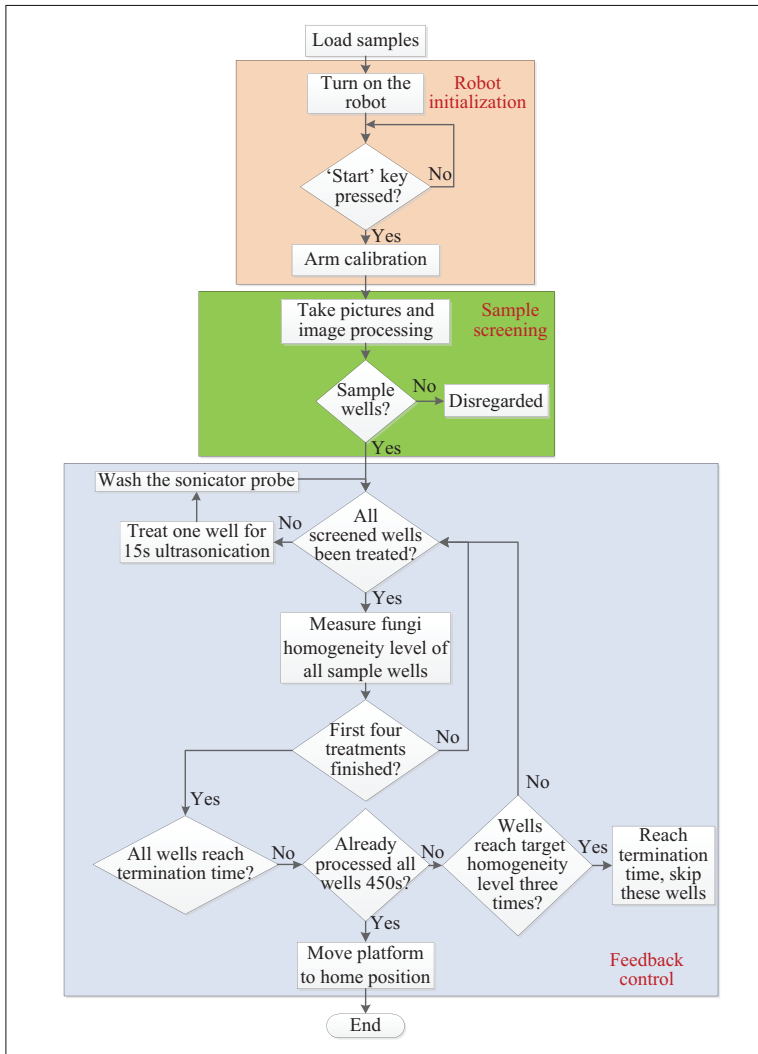 Load samples
Turn on the
robot
Robot
initialization
‘Start’ key
pressed?
No
Yes
Arm calibration
Take pictures and
image processing
Sample
screening
Sample
wells?
No
Disregarded
Yes
Wash the sonicator probe
All
screened wells
been treated?
No
Treat one well for
15s ultrasonication
Yes
Measure fungi
homogeneity level of
all sample wells
First four
treatments
finished?
No
Yes
No
All wells reach
termination time?
No
Already
processed all
wells 450s?
No
Wells
reach target
homogeneity
level three
times?
Yes
Reach
termination
time, skip
these wells
Yes
Move platform
to home position
Feedback
control
End